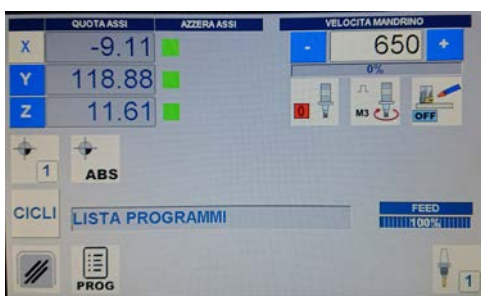 QUOTA ASSI AZZERA ASSI VELOCITA MANDRINO
X -9.11 - 650 +
Y 118.88 0%
Z 11.61 0 M3 OFF
1 ABS
CICLI LISTA PROGRAMMI FEED
100%
PROG 1